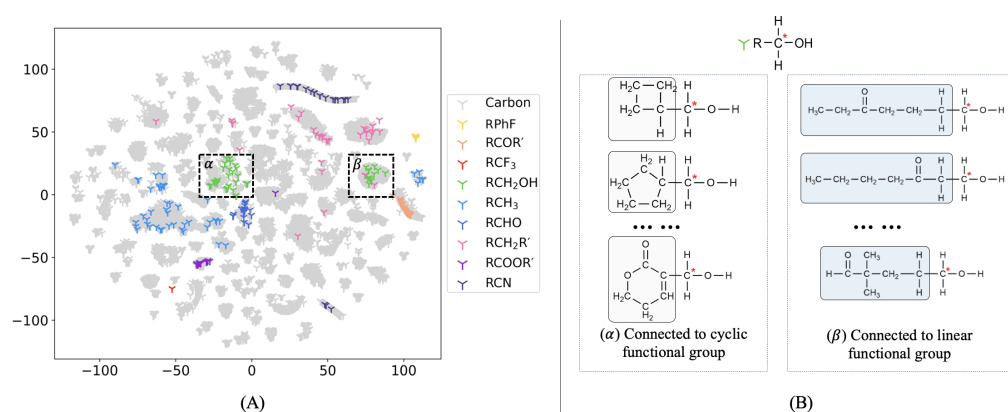 100
50
0
−50
−100
−100
−50
0
50
100
α
β
Carbon
RPhF
RCOR′
RCF3
RCH2OH
RCH3
RCHO
RCH2R′
RCOOR′
RCN
(A)
H
R—C—OH
*
H
H2C—CH2
H2C—C—C—O—H
H
*
H
H
H2
C
H2C
C—C—O—H
H
*
H
H2C—CH2
••• •••
O
C
H
O
C—C—O—H
*
H
H2C
CH
C
H2
(α) Connected to cyclic
functional group
O
H
H
H3C—CH2—C—CH2—CH2—C—C—O—H
*
H
H
O
H
H
H3C—CH2—CH2—CH2—C—C—C—O—H
*
H
H
••• •••
O
CH3
H
H
H—C—C—CH2—C—C—O—H
*
CH3
H
H
(β) Connected to linear
functional group
(B)